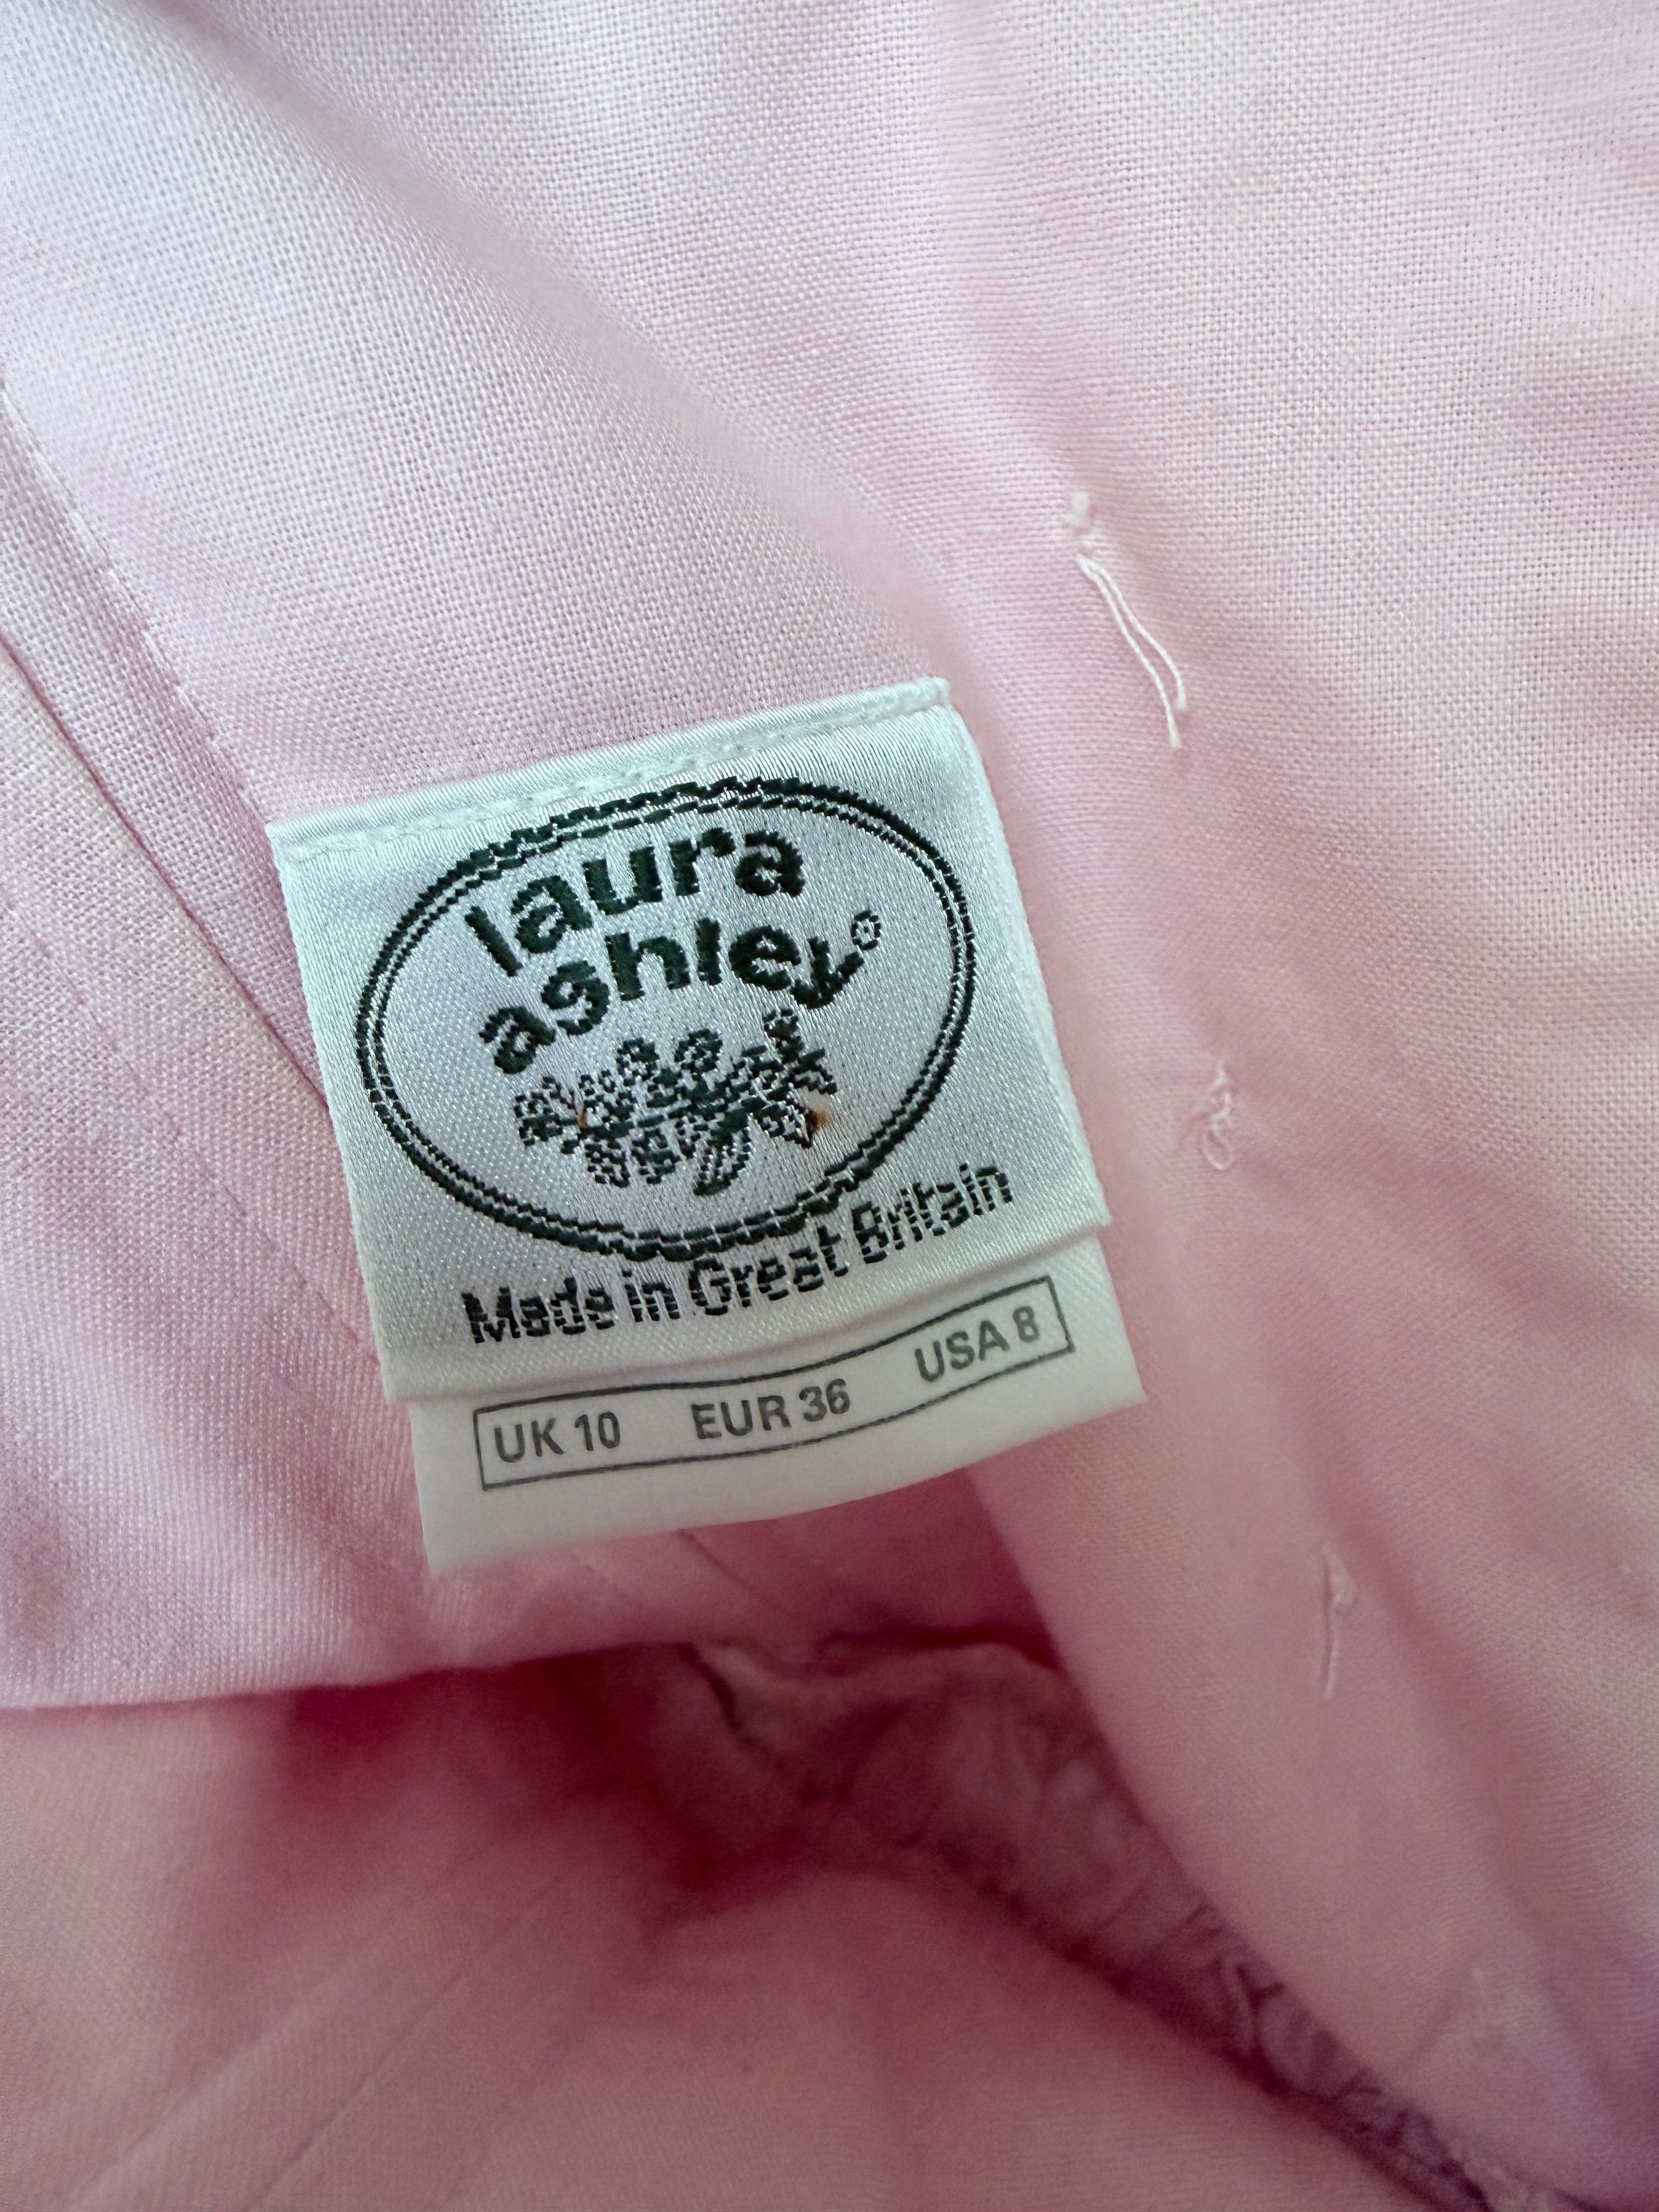 laura
ashley
Made in Great Britain
UK 10 EUR 36 USA 8